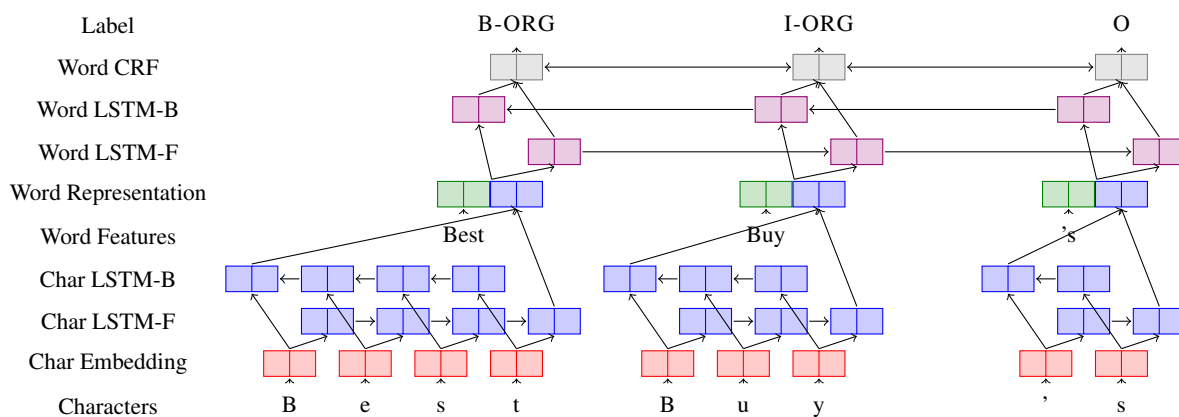 Label B-ORG I-ORG O
Word CRF
Word LSTM-B
Word LSTM-F
Word Representation
Word Features Best Buy 's
Char LSTM-B
Char LSTM-F
Char Embedding
Characters B e s t B u y ’ s